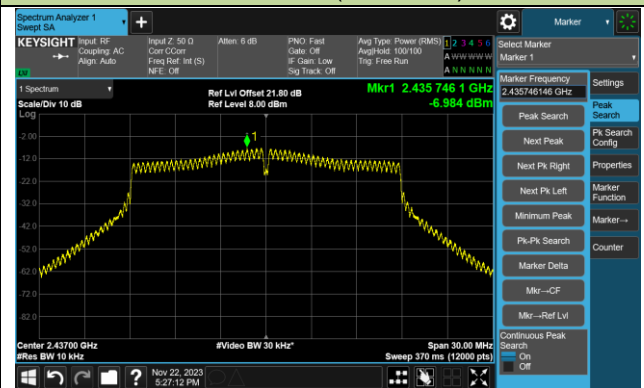 Spectrum Analyzer 1
Swept SA
Marker
KEYSIGHT
Input: RF
Coupling: AC
Align: Auto
Input Z: 50 Ω
Corr CCorr
Freq Ref: Int (S)
NFE: Off
Atten: 6 dB
PNO: Fast
Gate: Off
IF Gain: Low
Sig Track: Off
Avg Type: Power (RMS)
Avg|Hold: 100/100
Trig: Free Run
1 2 3 4 5 6
A W W W W W
A N N N N N
LXI
Select Marker
Marker 1
1 Spectrum
Scale/Div 10 dB
Log
Ref Lvl Offset 21.80 dB
Ref Level 8.00 dBm
Mkr1 2.435 746 1 GHz
-6.984 dBm
1
-2.00
-12.0
-22.0
-32.0
-42.0
-52.0
-62.0
-72.0
-82.0
Center 2.43700 GHz
#Res BW 10 kHz
#Video BW 30 kHz*
Span 30.00 MHz
Sweep 370 ms (12000 pts)
Marker Frequency
2.435746146 GHz
Peak Search
Next Peak
Next Pk Right
Next Pk Left
Minimum Peak
Pk-Pk Search
Marker Delta
Mkr→CF
Mkr→Ref Lvl
Continuous Peak
Search
On
Off
Settings
Peak
Search
Pk Search
Config
Properties
Marker
Function
Marker→
Counter
?
Nov 22, 2023
5:27:12 PM